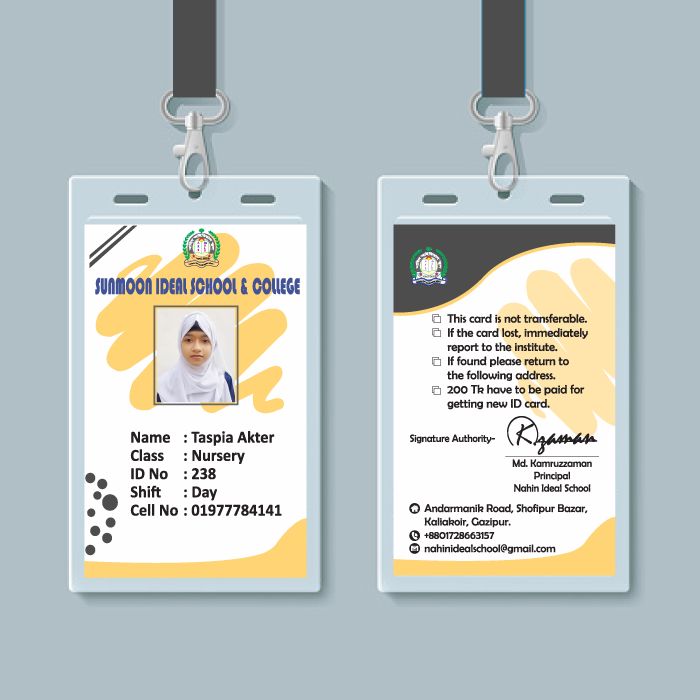 SUNMOON IDEAL SCHOOL & COLLEGE
Name : Taspia Akter
Class : Nursery
ID No : 238
Shift : Day
Cell No : 01977784141
This card is not transferable.
If the card lost, immediately
report to the institute.
If found please return to
the following address.
200 Tk have to be paid for
getting new ID card.
Signature Authority-
Kzaman
Md. Kamruzzaman
Principal
Nahin Ideal School
Andarmanik Road, Shofipur Bazar,
Kaliakoir, Gazipur.
+8801728663157
nahinidealschool@gmail.com